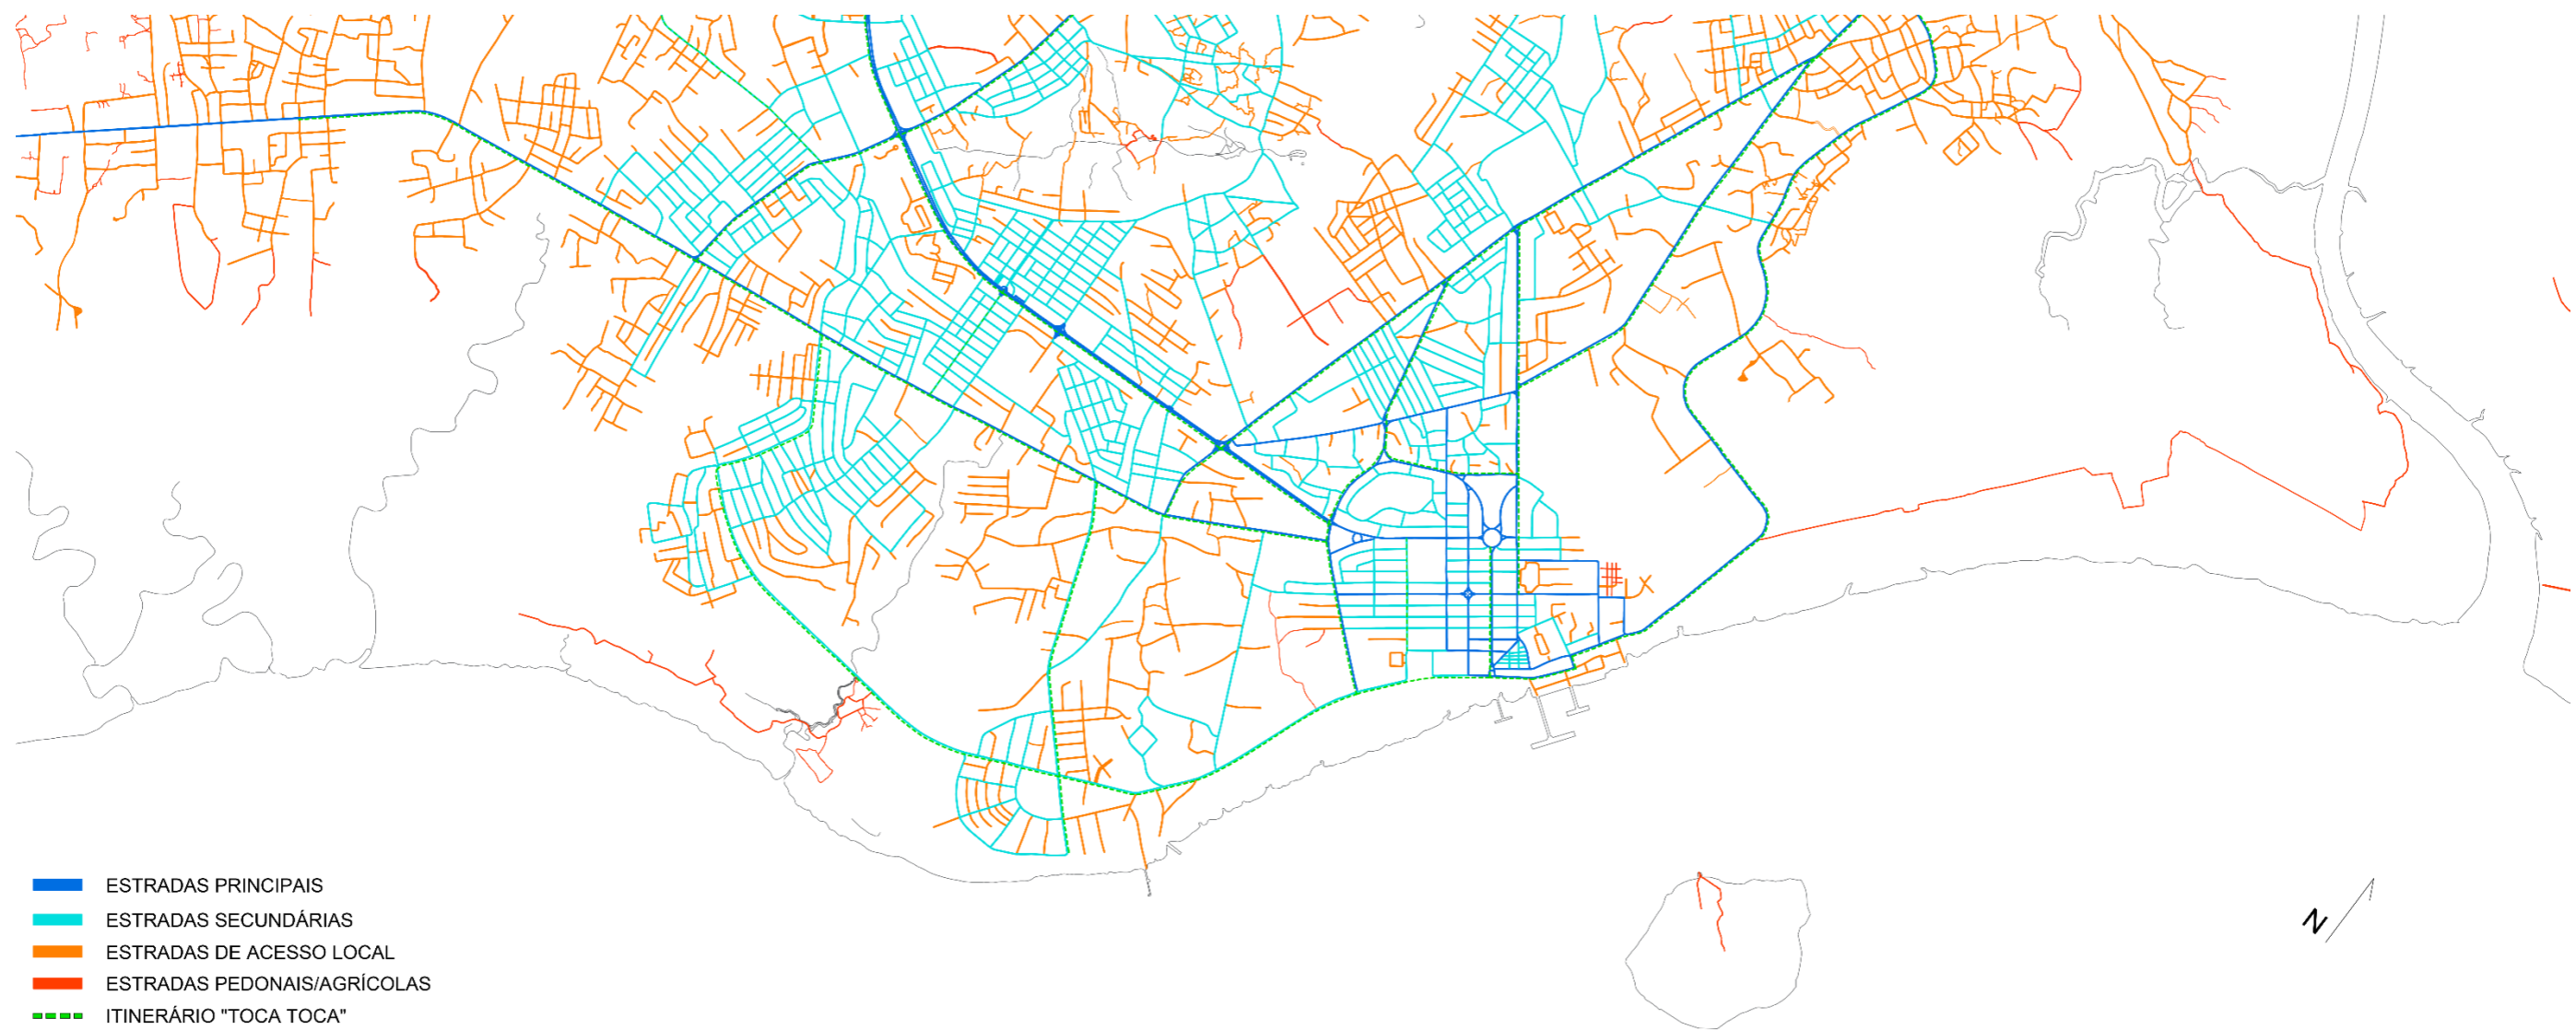 ESTRADAS PRINCIPAIS
ESTRADAS SECUNDÁRIAS
ESTRADAS DE ACESSO LOCAL
ESTRADAS PEDONAIS/AGRÍCOLAS
ITINERÁRIO "TOCA TOCA"
N